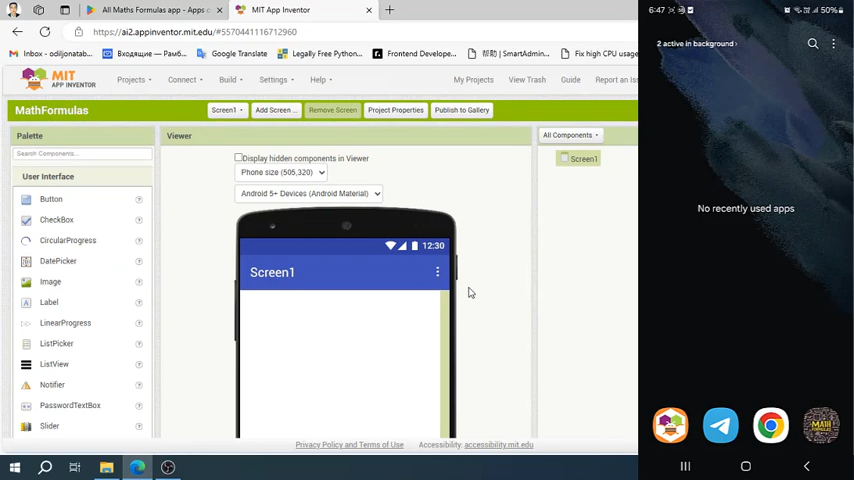 All Maths Formulas app - Apps o
MIT App Inventor
https://ai2.appinventor.mit.edu/#5570441116712960
Inbox - odiljonatab...
Входящие — Рамб...
Google Translate
Legally Free Forensi...
Frontend Develope...
帮助 | SmartAdmin...
Fix high CPU usage
MIT
APP INVENTOR
Projects
Connect
Build
Settings
Help
My Projects
View Trash
Guide
Report an Iss
MathFormulas
Screen1
Add Screen ...
Remove Screen
Project Properties
Publish to Gallery
Palette
Search Components...
User Interface
Button
CheckBox
CircularProgress
DatePicker
Image
Label
LinearProgress
ListPicker
ListView
Notifier
PasswordTextBox
Slider
Viewer
Display hidden components in Viewer
Phone size (505,320)
Android 5+ Devices (Android Material)
12:30
Screen1
All Components
Screen1
Privacy Policy and Terms of Use
Accessibility: accessibility.mit.edu
6:47
50%
2 active in background ›
No recently used apps
MATH
FORMULAS